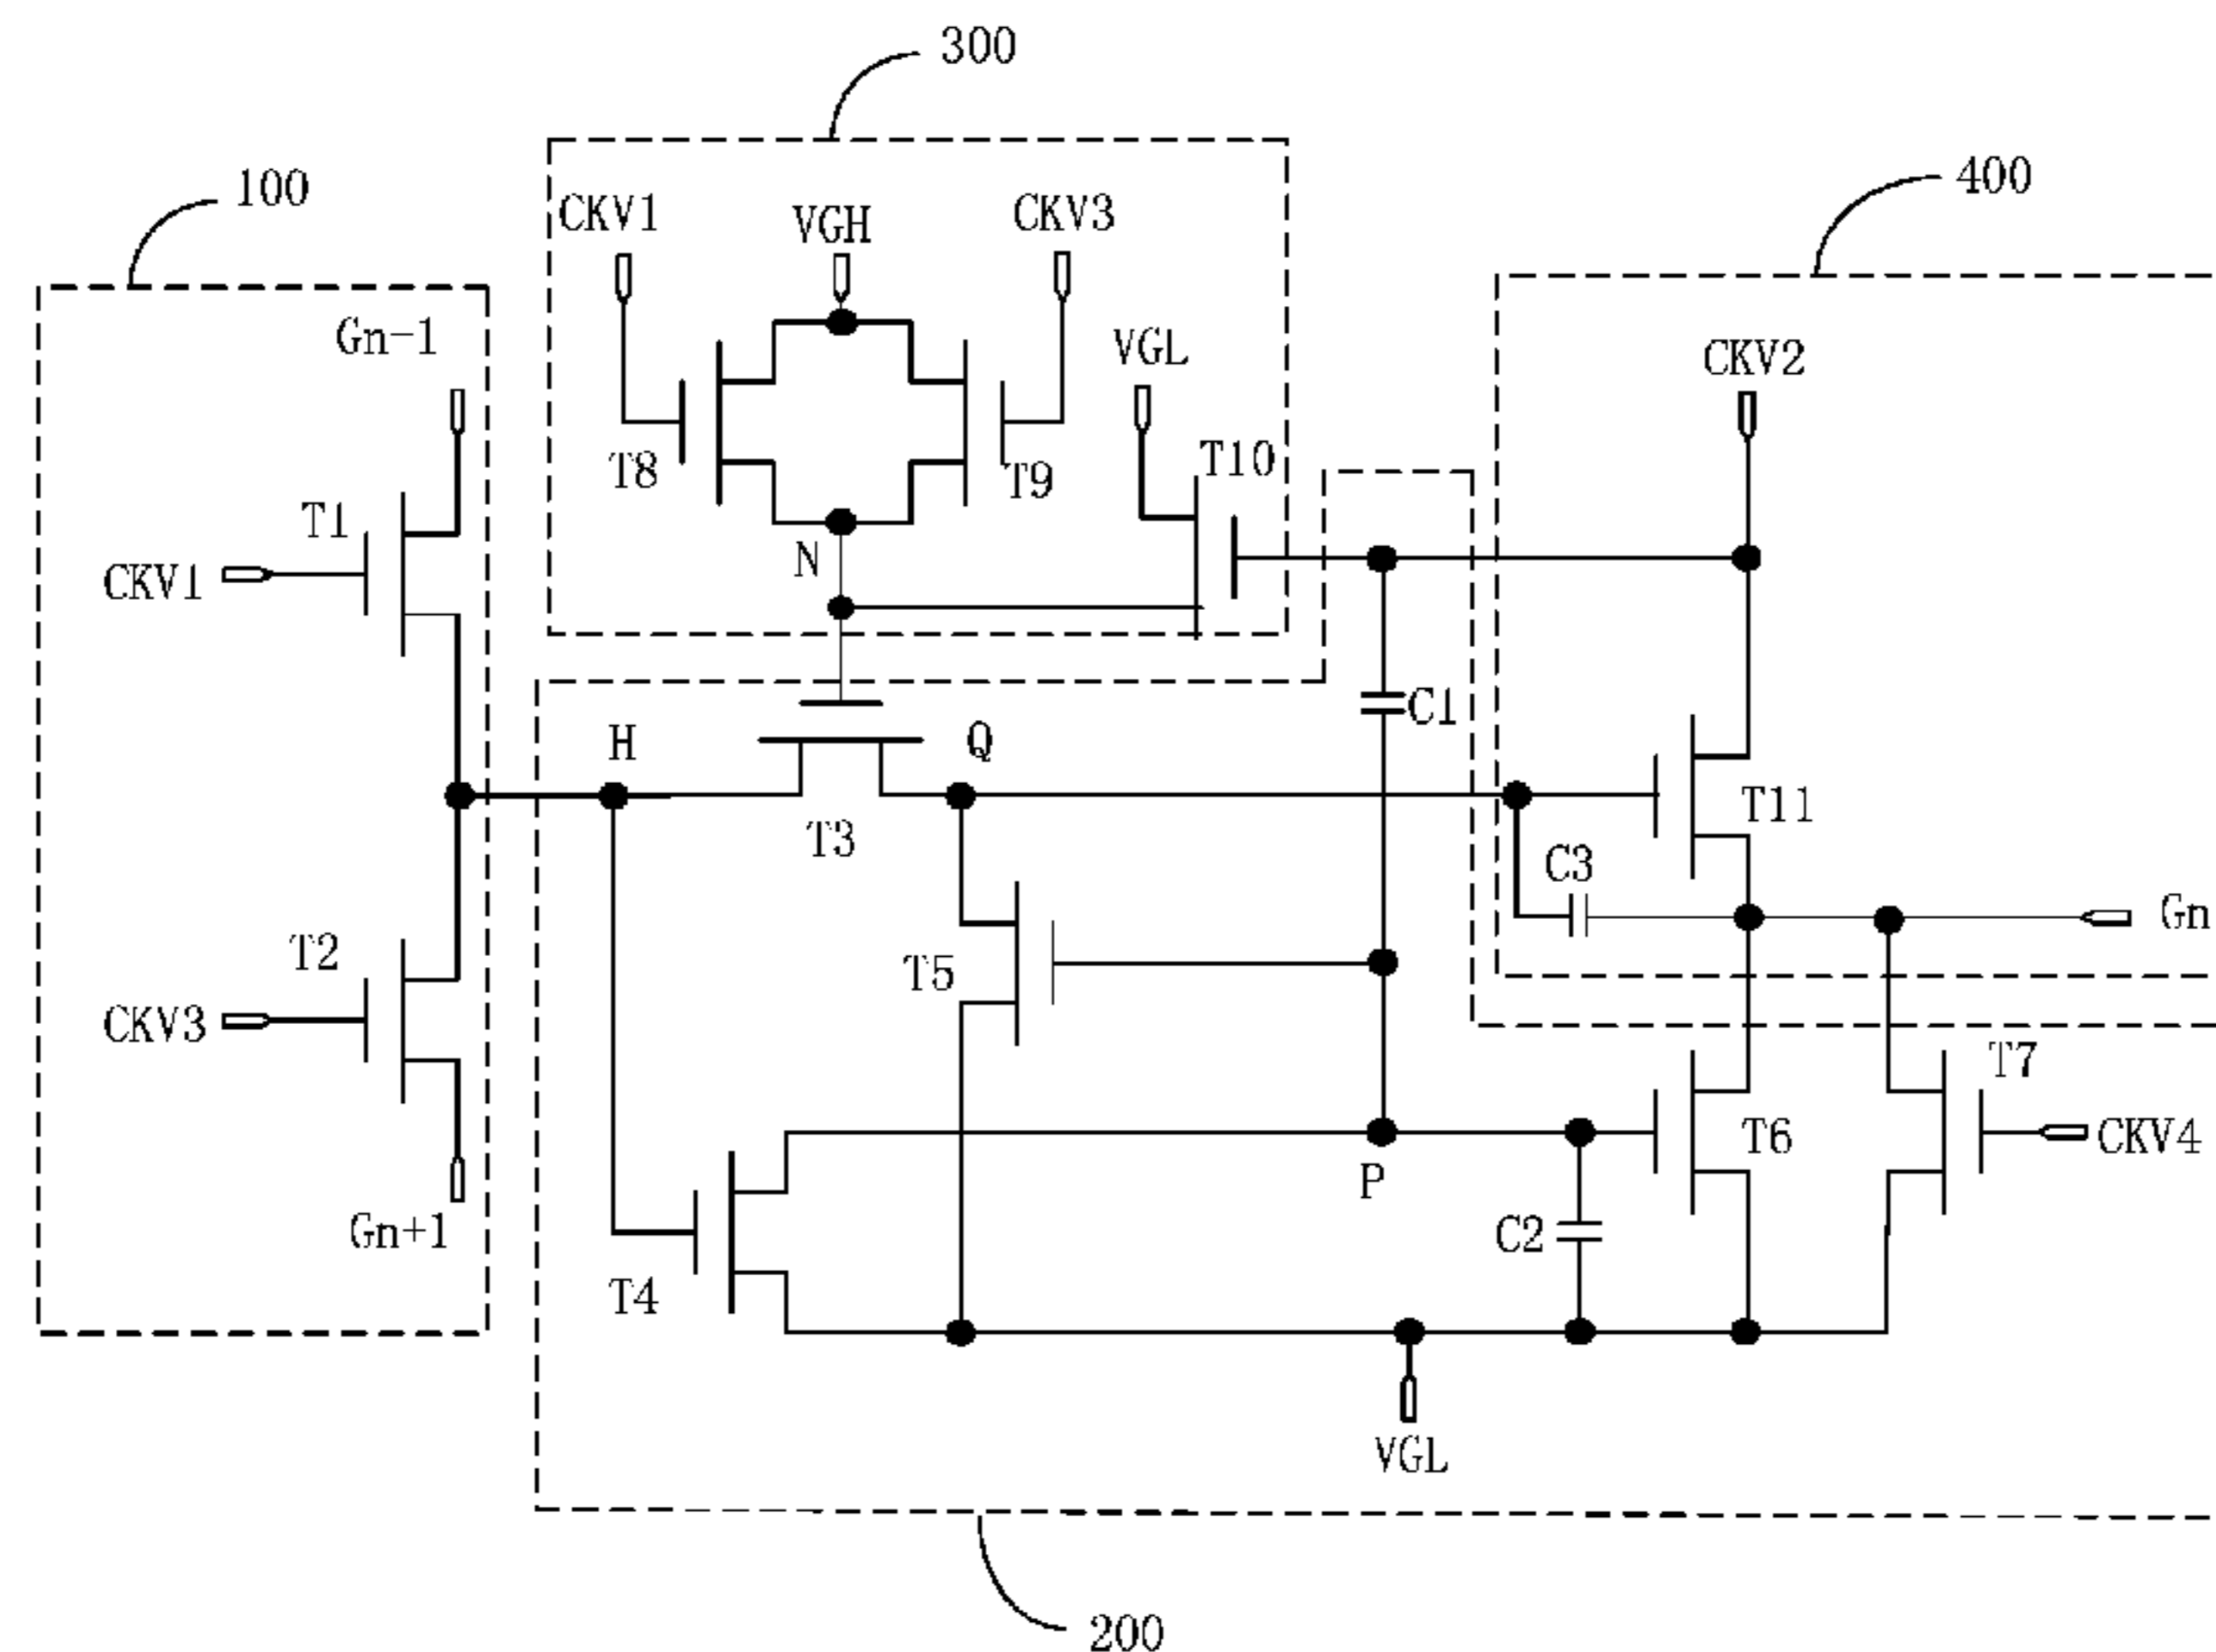 300
400
100
CKV1
VGH
CKV3
Gn-1
VGL
CKV2
T8
T9
T10
T1
CKV1
N
C1
H
Q
T11
T3
C3
Gn
T2
T5
CKV3
T7
T6
CKV4
P
Gn+1
C2
T4
VGL
200